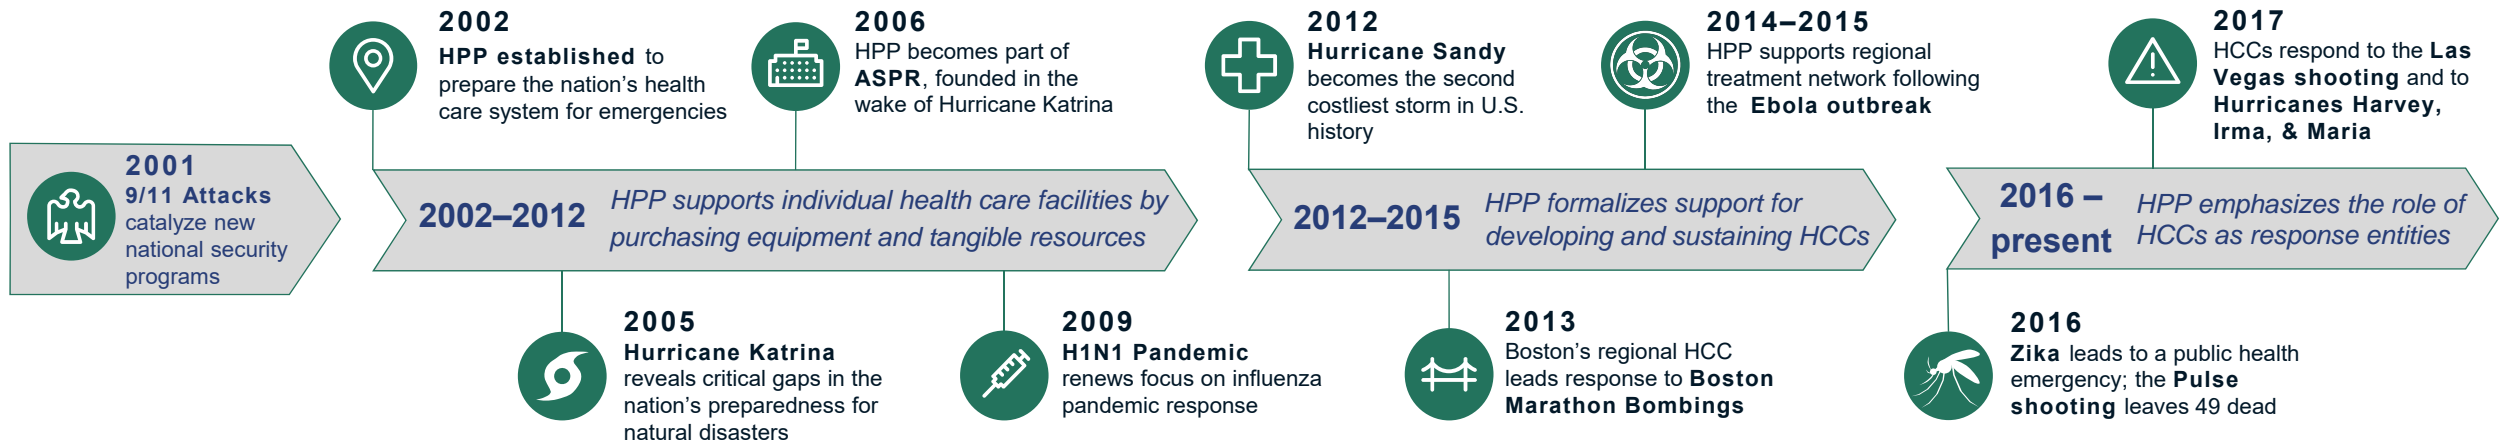 2001
9/11 Attacks
catalyze new
national security
programs
2002
HPP established to
prepare the nation’s health
care system for emergencies
2006
HPP becomes part of
ASPR, founded in the
wake of Hurricane Katrina
2002–2012
HPP supports individual health care facilities by
purchasing equipment and tangible resources
2005
Hurricane Katrina
reveals critical gaps in the
nation’s preparedness for
natural disasters
2009
H1N1 Pandemic
renews focus on influenza
pandemic response
2012
Hurricane Sandy
becomes the second
costliest storm in U.S.
history
2014–2015
HPP supports regional
treatment network following
the Ebola outbreak
2012–2015
HPP formalizes support for
developing and sustaining HCCs
2013
Boston’s regional HCC
leads response to Boston
Marathon Bombings
2017
HCCs respond to the Las
Vegas shooting and to
Hurricanes Harvey,
Irma, & Maria
2016 –
present
HPP emphasizes the role of
HCCs as response entities
2016
Zika leads to a public health
emergency; the Pulse
shooting leaves 49 dead